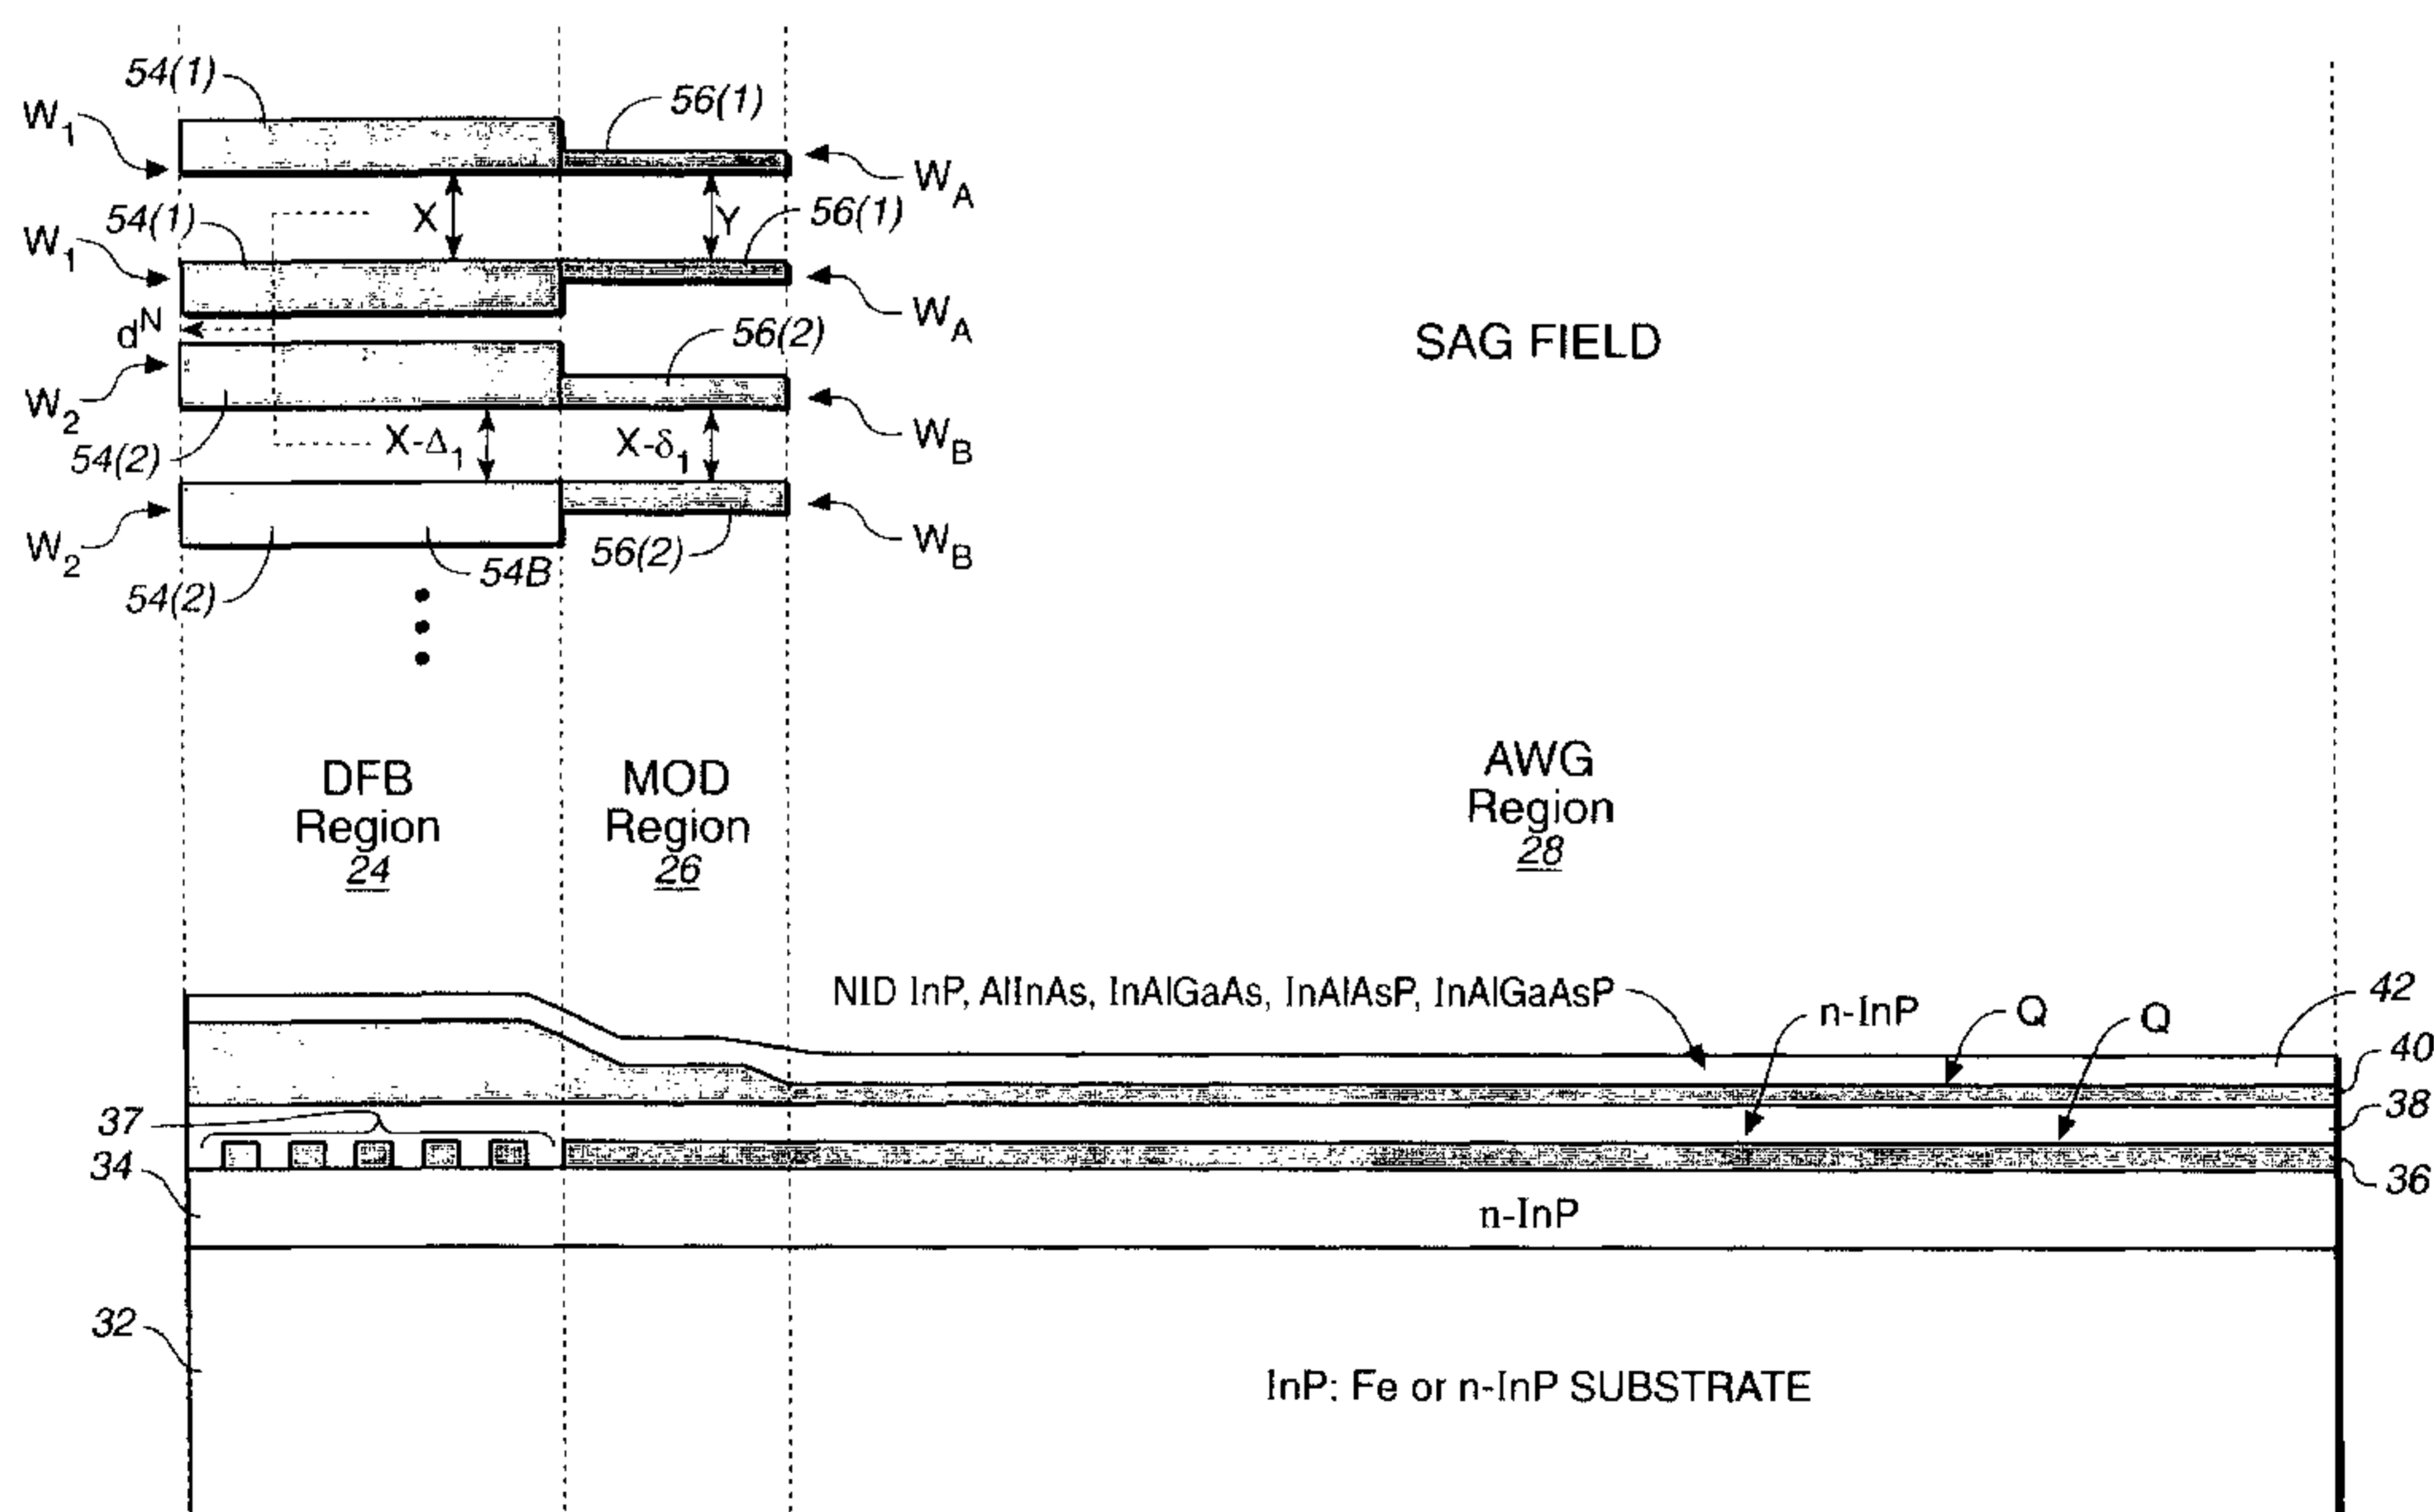 54(1)
56(1)
W1
WA
54(1)
X
Y
56(1)
W1
WA
dN
56(2)
SAG FIELD
W2
WB
54(2)
X-Δ1
X-δ1
W2
WB
54B
56(2)
54(2)
DFB
Region
24
MOD
Region
26
AWG
Region
28
NID InP, AlInAs, InAlGaAs, InAlAsP, InAlGaAsP
n-InP
Q
Q
42
40
38
37
34
36
n-InP
32
InP: Fe or n-InP SUBSTRATE